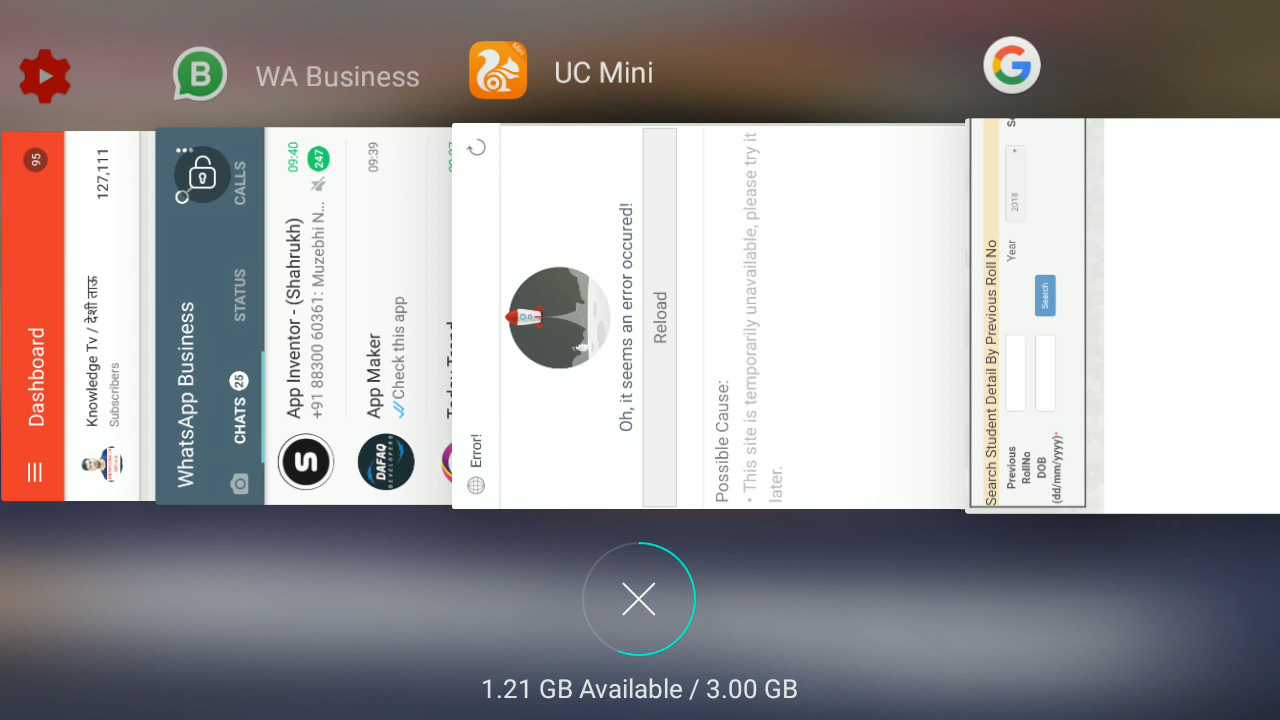 WA Business
UC Mini
Dashboard
95
Knowledge Tv / देशी ताऊ
Subscribers
127,111
WhatsApp Business
CHATS 25
STATUS
CALLS
App Inventor - (Shahrukh)
09:40
+91 88300 60361: Muzebhi N...
247
App Maker
09:39
Check this app
DAFAQ
DEVELOPERS
Error!
Oh, it seems an error occured!
Reload
Possible Cause:
• This site is temporarily unavailable, please try it
later.
Search Student Detail By Previous Roll No
Previous
RollNo
Year
2018
DOB
(dd/mm/yyyy)*
Search
1.21 GB Available / 3.00 GB